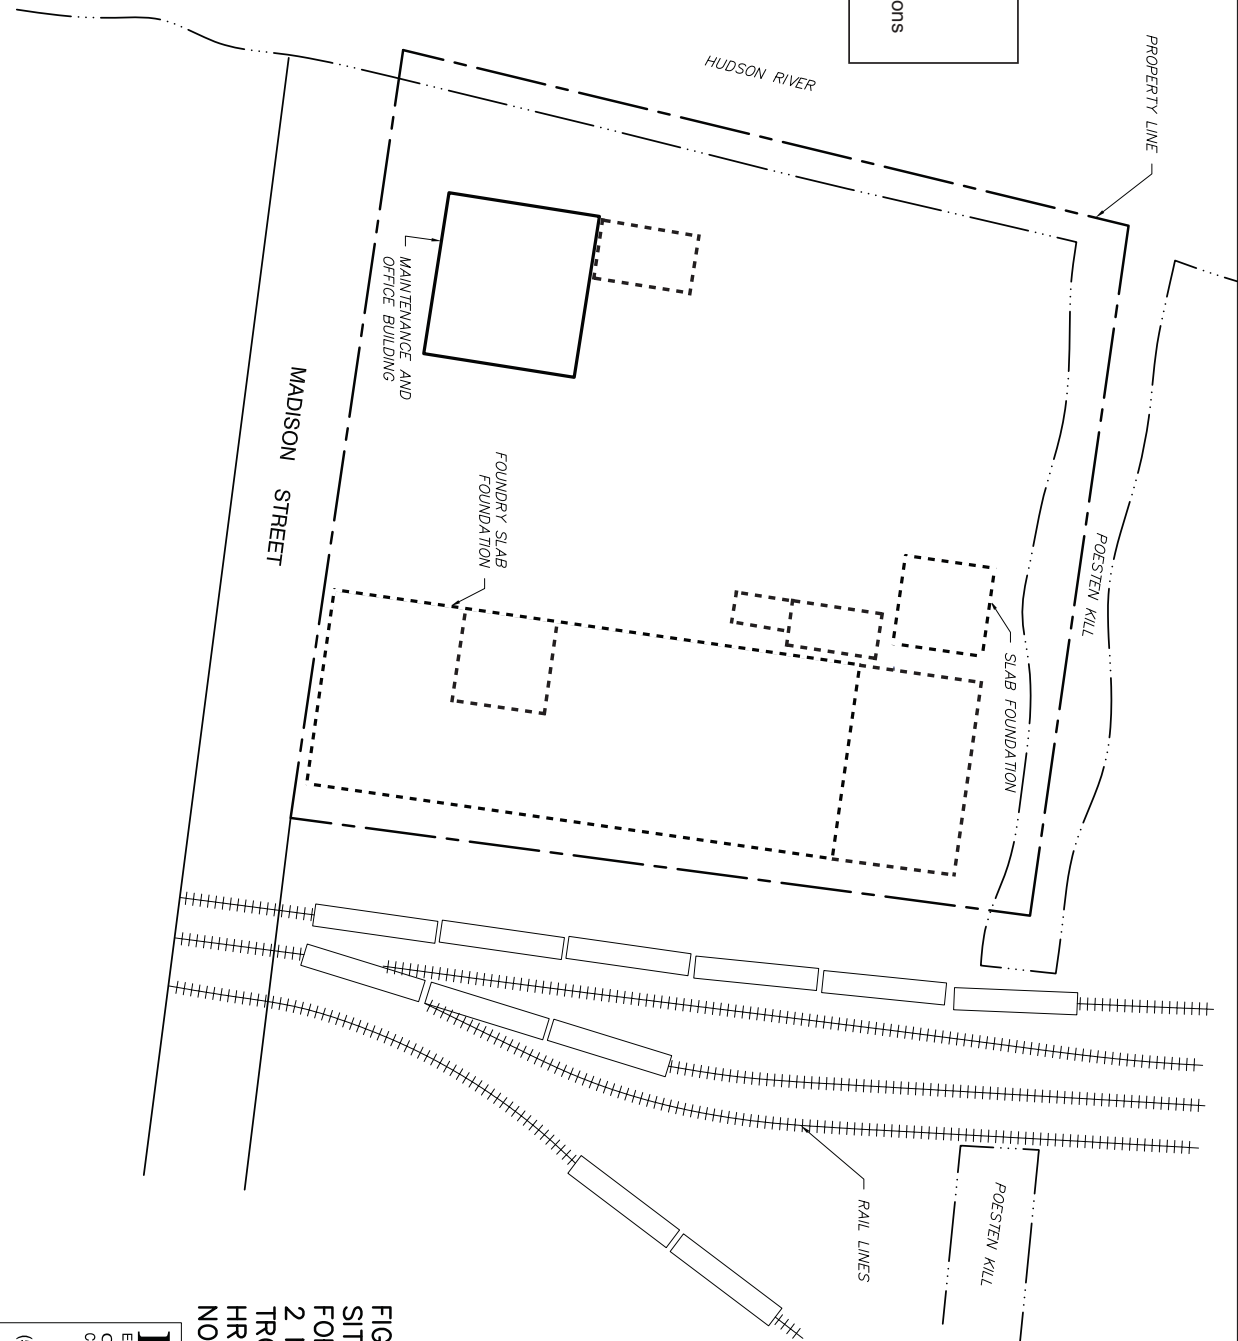 ons
PROPERTY LINE
HUDSON RIVER
MAINTENANCE AND
OFFICE BUILDING
MADISON STREET
FOUNDRY SLAB
FOUNDATION
POESTEN KILL
SLAB FOUNDATION
RAIL LINES
POESTEN KILL
FIG
SIT
FO
2
TRO
HR
NO